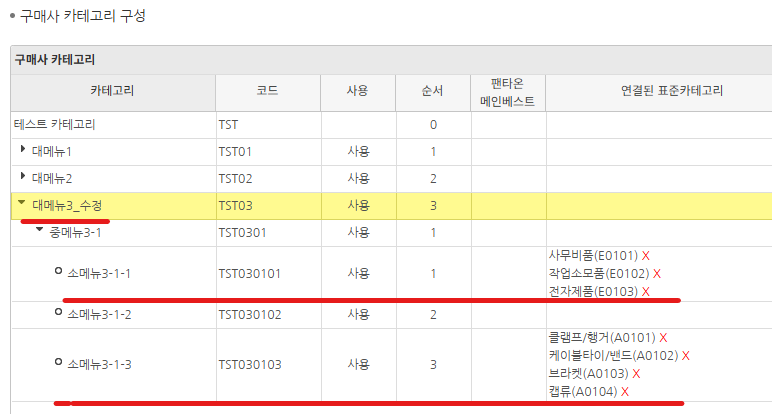 구매사 카테고리 구성
구매사 카테고리
카테고리 코드 사용 순서 팬타온 메인베스트 연결된 표준카테고리
테스트 카테고리 TST 0
대메뉴1 TST01 사용 1
대메뉴2 TST02 사용 2
대메뉴3_수정 TST03 사용 3
중메뉴3-1 TST0301 사용 1
소메뉴3-1-1 TST030101 사용 1
사무비품(E0101) X
작업소모품(E0102) X
전자제품(E0103) X
소메뉴3-1-2 TST030102 사용 2
소메뉴3-1-3 TST030103 사용 3
클램프/행거(A0101) X
케이블타이/밴드(A0102) X
브라켓(A0103) X
캡류(A0104) X